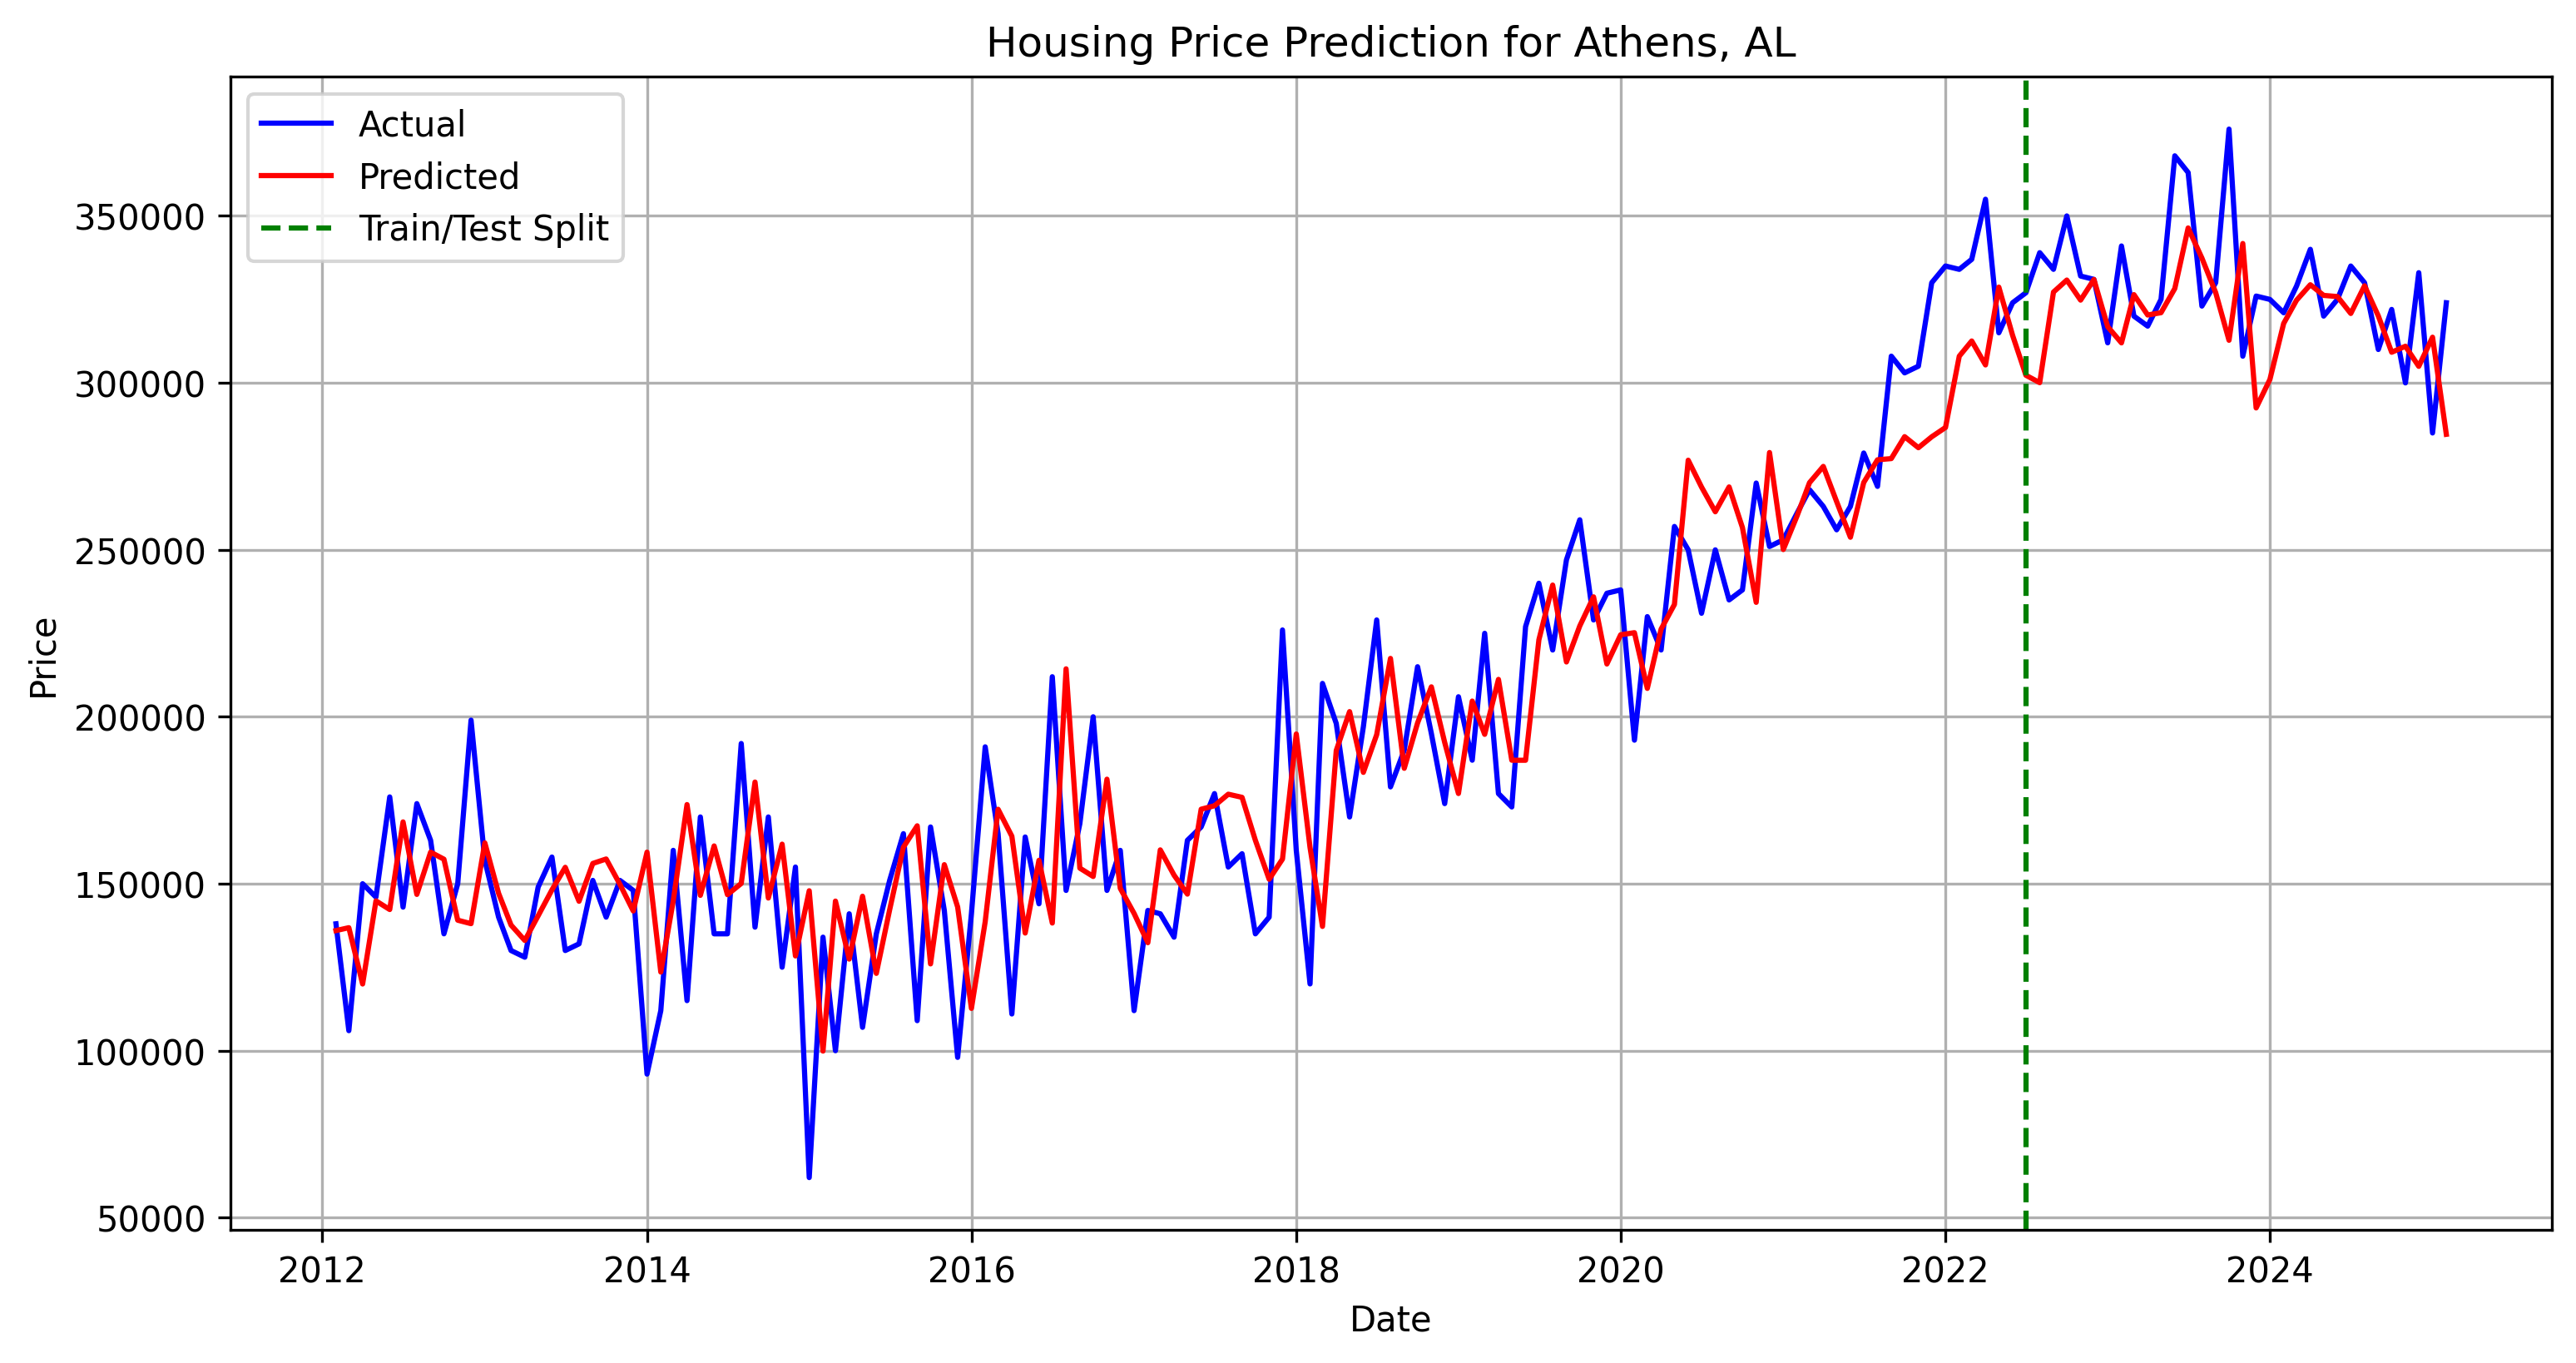 Housing Price Prediction for Athens, AL
Actual
Predicted
Train/Test Split
350000
300000
250000
200000
150000
100000
50000
Price
2012 2014 2016 2018 2020 2022 2024
Date